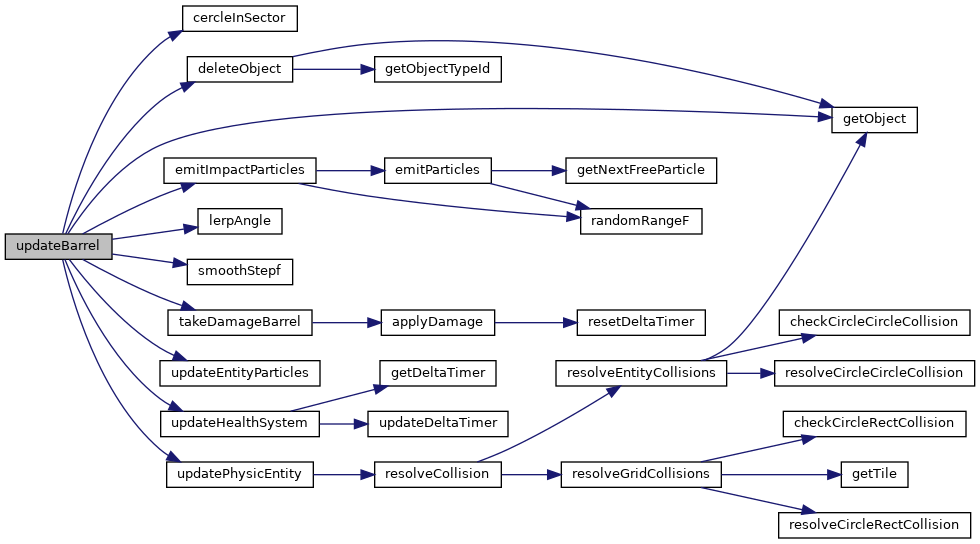 cercleInSector
deleteObject
getObjectTypeId
getObject
emitImpactParticles
emitParticles
getNextFreeParticle
lerpAngle
randomRangeF
updateBarrel
smoothStepf
takeDamageBarrel
applyDamage
resetDeltaTimer
checkCircleCircleCollision
updateEntityParticles
getDeltaTimer
resolveEntityCollisions
resolveCircleCircleCollision
updateHealthSystem
updateDeltaTimer
checkCircleRectCollision
updatePhysicEntity
resolveCollision
resolveGridCollisions
getTile
resolveCircleRectCollision